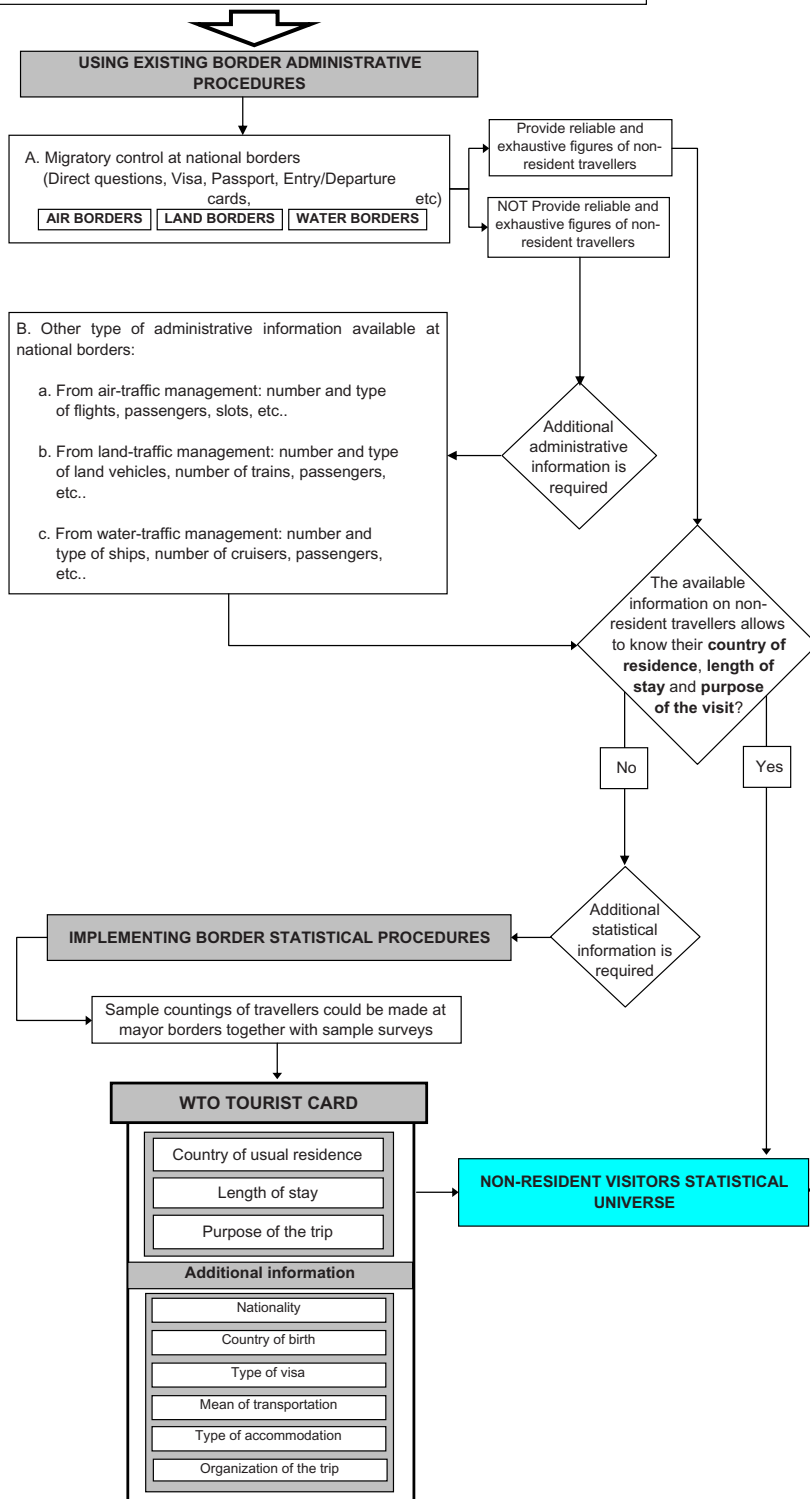 USING EXISTING BORDER ADMINISTRATIVE
PROCEDURES
A. Migratory control at national borders
(Direct questions, Visa, Passport, Entry/Departure
cards, etc)
AIR BORDERS
LAND BORDERS
WATER BORDERS
Provide reliable and
exhaustive figures of non-
resident travellers
NOT Provide reliable and
exhaustive figures of non-
resident travellers
B. Other type of administrative information available at
national borders:
a. From air-traffic management: number and type
of flights, passengers, slots, etc..
b. From land-traffic management: number and type
of land vehicles, number of trains, passengers,
etc..
c. From water-traffic management: number and
type of ships, number of cruisers, passengers,
etc..
Additional
administrative
information is
required
The available
information on non-
resident travellers allows
to know their country of
residence, length of
stay and purpose
of the visit?
No
Yes
Additional
statistical
information is
required
IMPLEMENTING BORDER STATISTICAL PROCEDURES
Sample countings of travellers could be made at
mayor borders together with sample surveys
WTO TOURIST CARD
Country of usual residence
Length of stay
Purpose of the trip
NON-RESIDENT VISITORS STATISTICAL
UNIVERSE
Additional information
Nationality
Country of birth
Type of visa
Mean of transportation
Type of accommodation
Organization of the trip